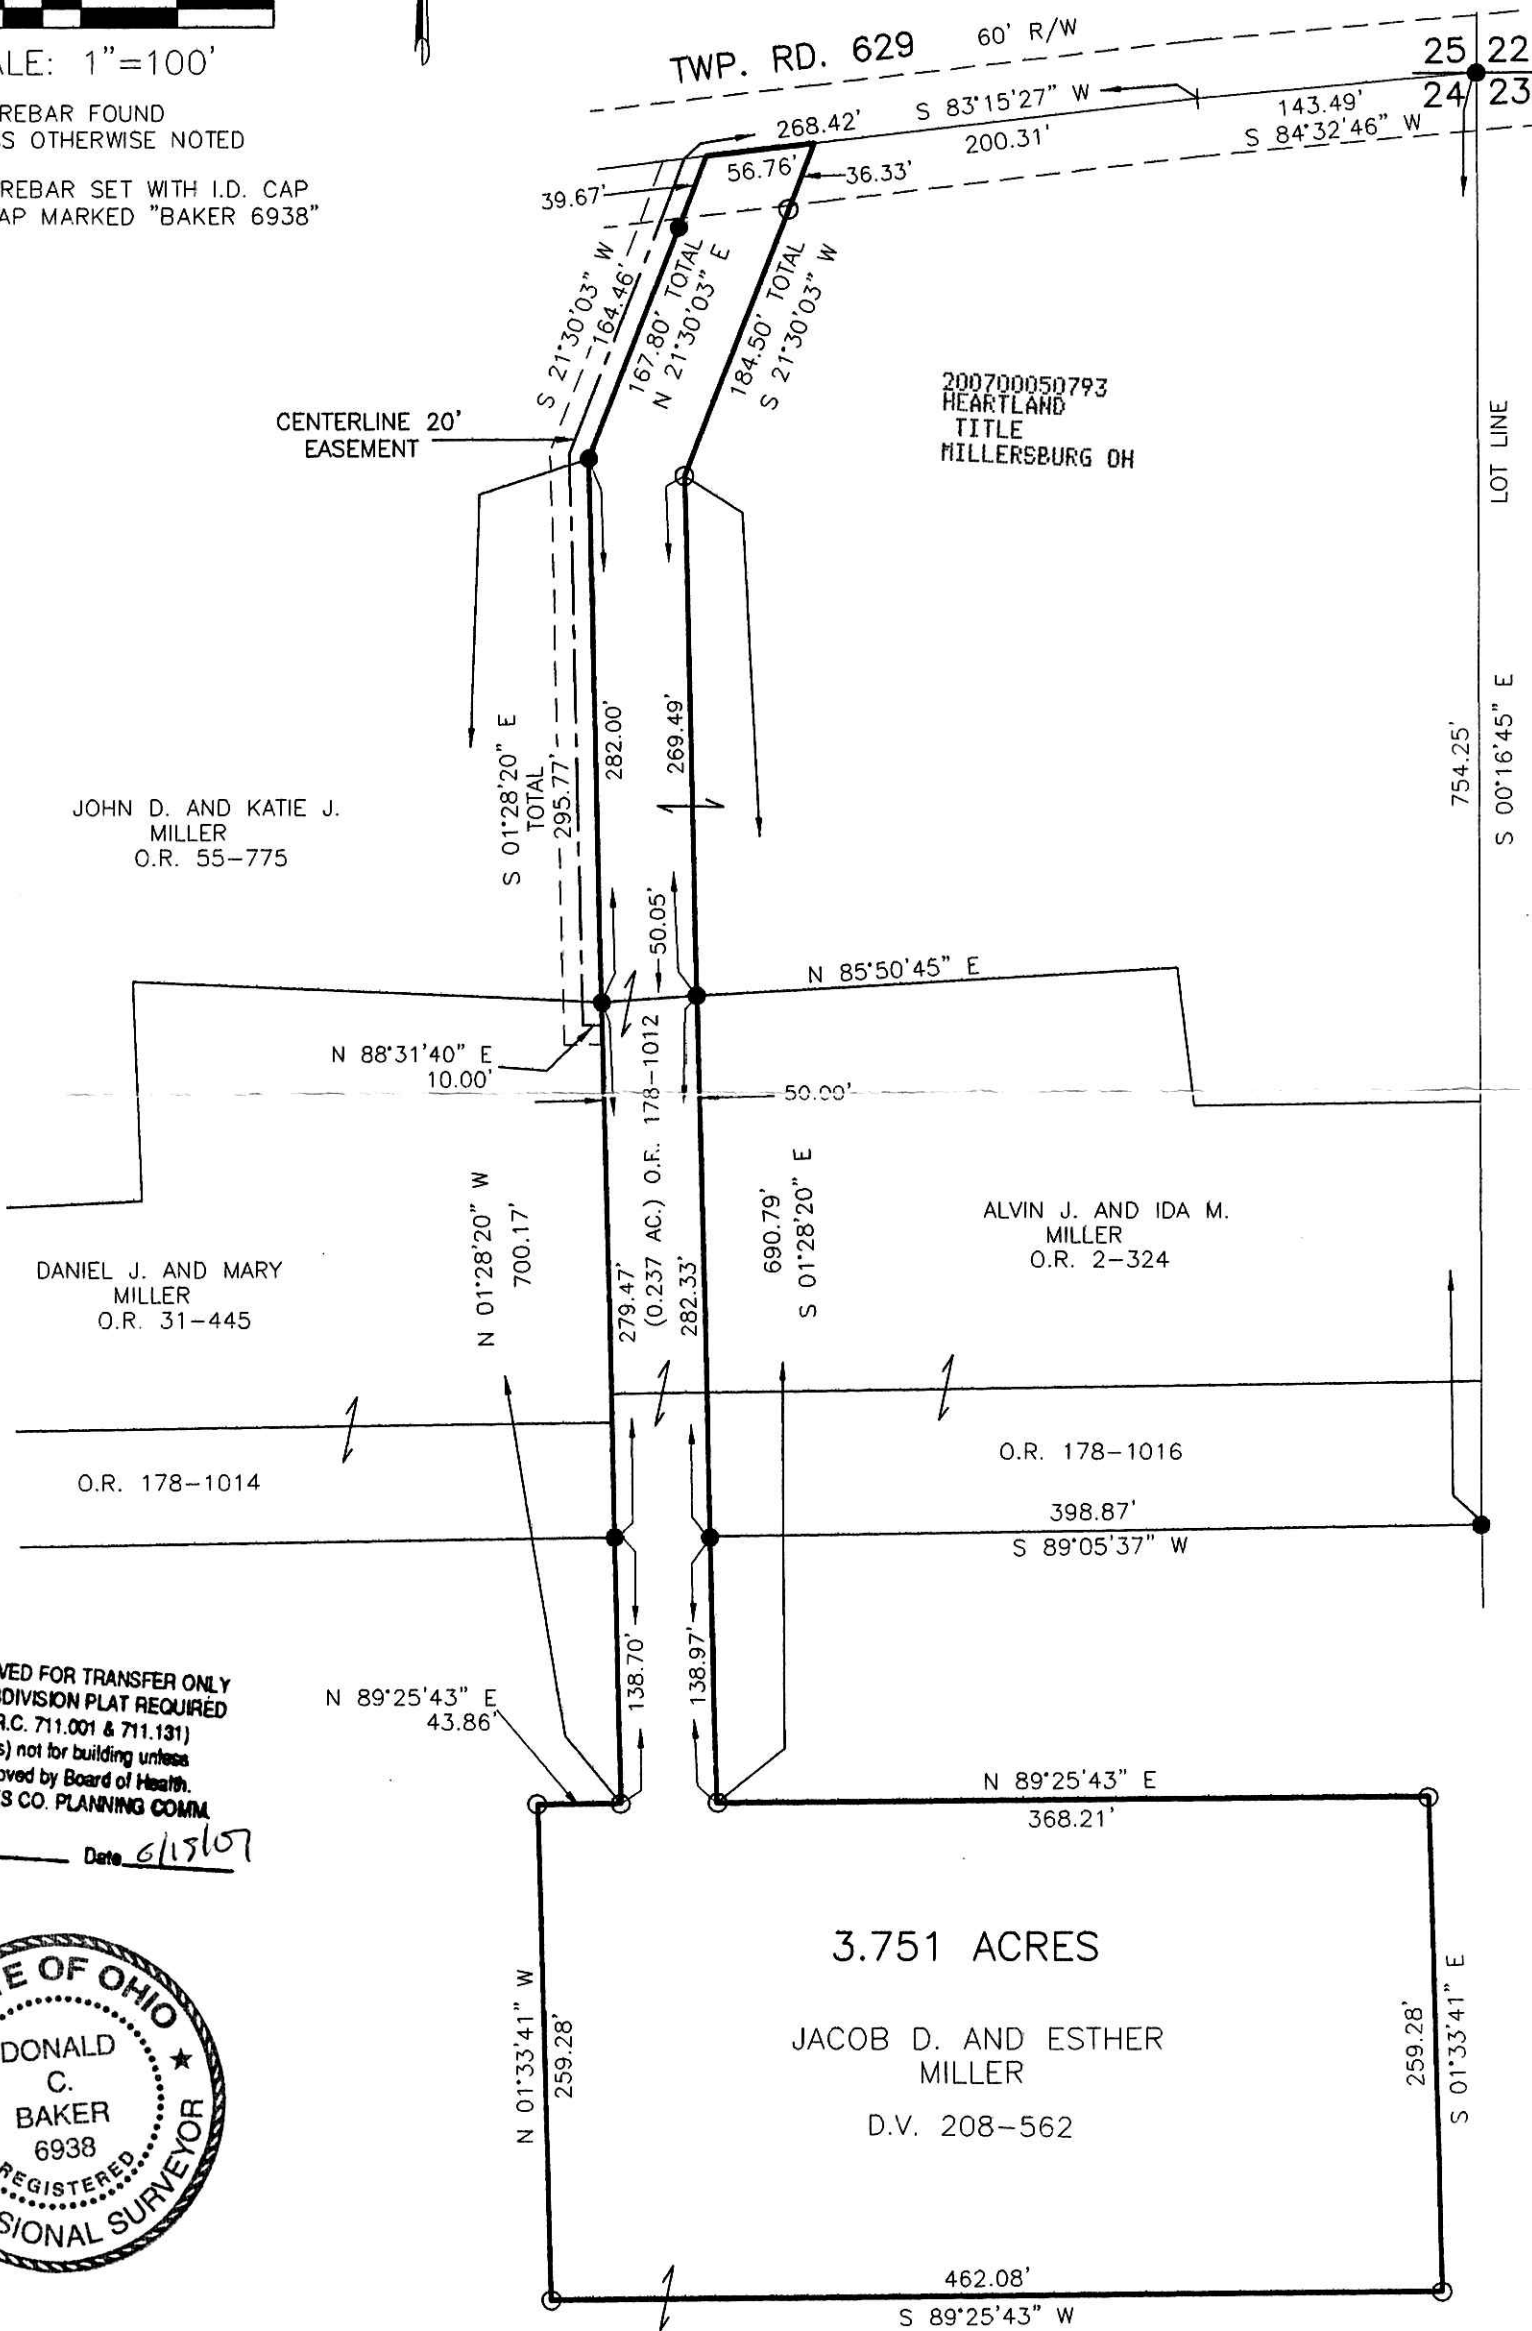 ALE: 1"=100'
REBAR FOUND
SS OTHERWISE NOTED
REBAR SET WITH I.D. CAP
AP MARKED "BAKER 6938"
TWP. RD. 629
60' R/W
25 22
24 23
268.42'
S 83°15'27" W
200.31'
143.49'
S 84°32'46" W
56.76'
36.33'
39.67'
S 21°30'03" W
164.46'
167.80' TOTAL
N 21°30'03" E
184.50' TOTAL
S 21°30'03" W
CENTERLINE 20'
EASEMENT
200700050793
HEARTLAND
TITLE
MILLERSBURG OH
LOT LINE
754.25'
S 00°16'45" E
S 01°28'20" E
TOTAL
295.77'
282.00'
269.49'
JOHN D. AND KATIE J.
MILLER
O.R. 55-775
50.05'
N 85°50'45" E
N 88°31'40" E
10.00'
50.00'
(0.237 AC.) O.R. 178-1012
N 01°28'20" W
700.17'
279.47'
282.33'
690.79'
S 01°28'20" E
ALVIN J. AND IDA M.
MILLER
O.R. 2-324
DANIEL J. AND MARY
MILLER
O.R. 31-445
O.R. 178-1014
O.R. 178-1016
398.87'
S 89°05'37" W
138.70'
138.97'
N 89°25'43" E
43.86'
VED FOR TRANSFER ONLY
BDIVISION PLAT REQUIRED
R.C. 711.001 & 711.131)
s) not for building unless
oved by Board of Health.
S CO. PLANNING COMM.
Date 6/15/07
N 89°25'43" E
368.21'
3.751 ACRES
JACOB D. AND ESTHER
MILLER
D.V. 208-562
N 01°33'41" W
259.28'
259.28'
S 01°33'41" E
462.08'
S 89°25'43" W
E OF OHIO
DONALD
C.
BAKER
6938
REGISTERED
SIONAL SURVEYOR